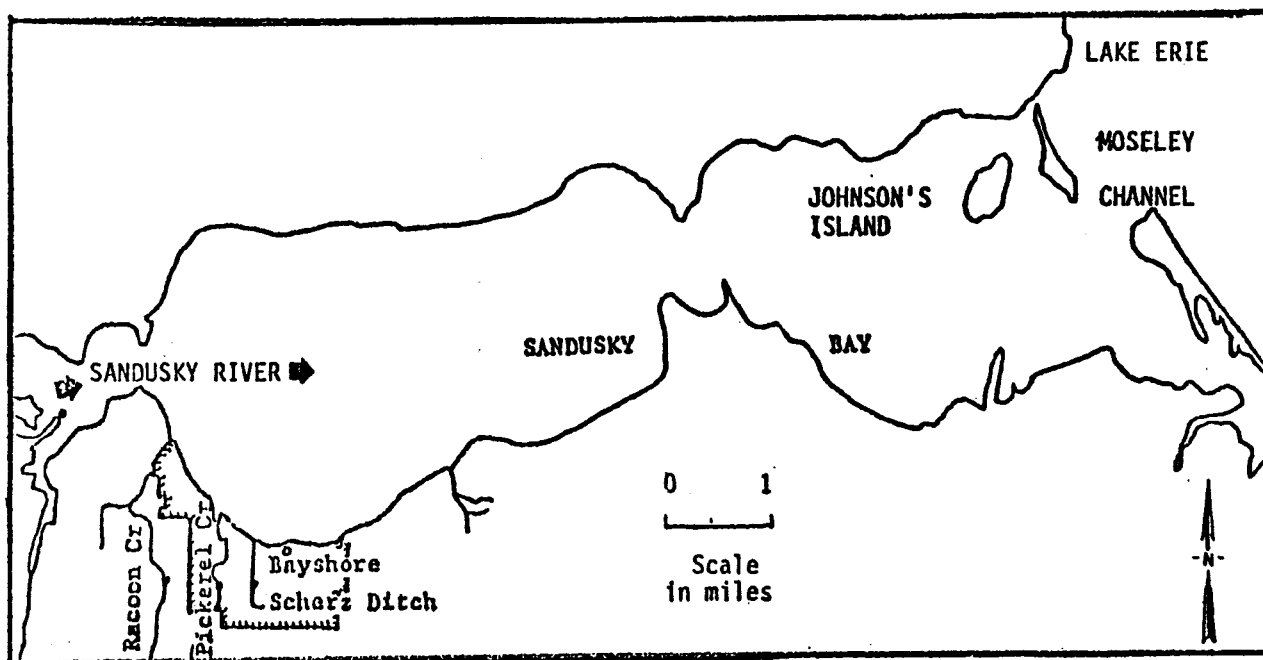 LAKE ERIE
MOSELEY
CHANNEL
JOHNSON'S
ISLAND
SANDUSKY BAY
SANDUSKY RIVER
0 1
Scale
in miles
Racoon Cr
Pickerel Cr
Bayshore
Scharz Ditch
-N-